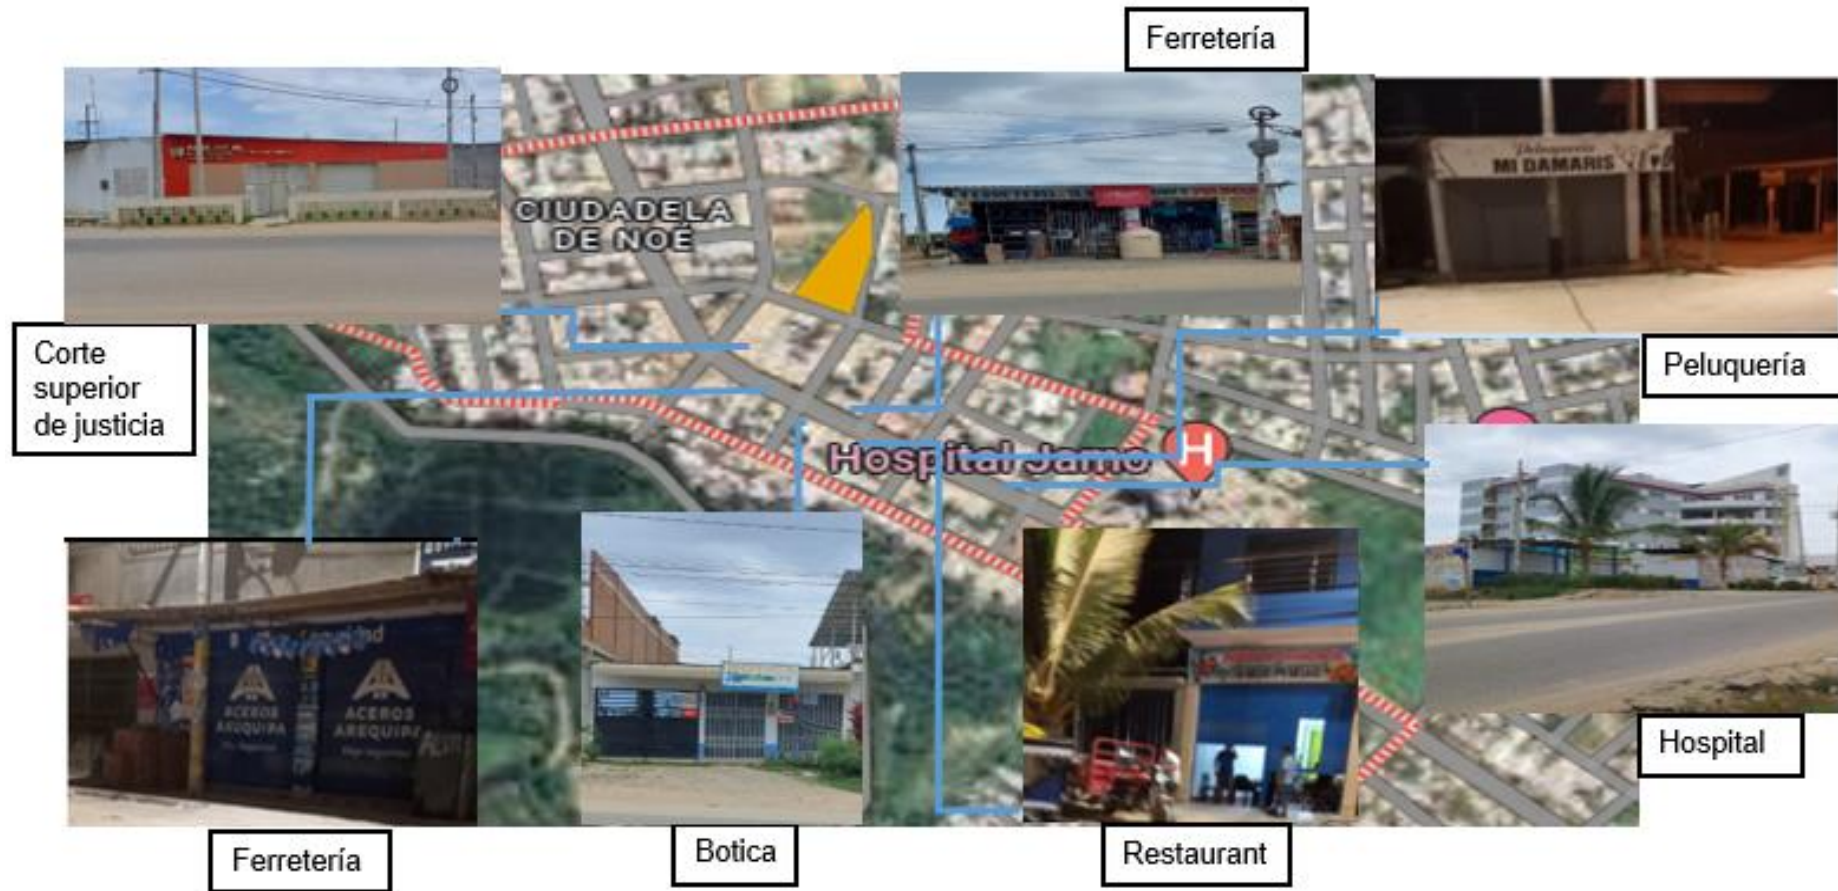 Ferretería
Peluquería
MI DAMARIS
CIUDADELA
DE NOÉ
Corte
superior
de justicia
Peluquería
Hospital Jamo
H
ACEROS
AREQUIPA
ACEROS
AREQUIPA
Hospital
Ferretería
Botica
Restaurant